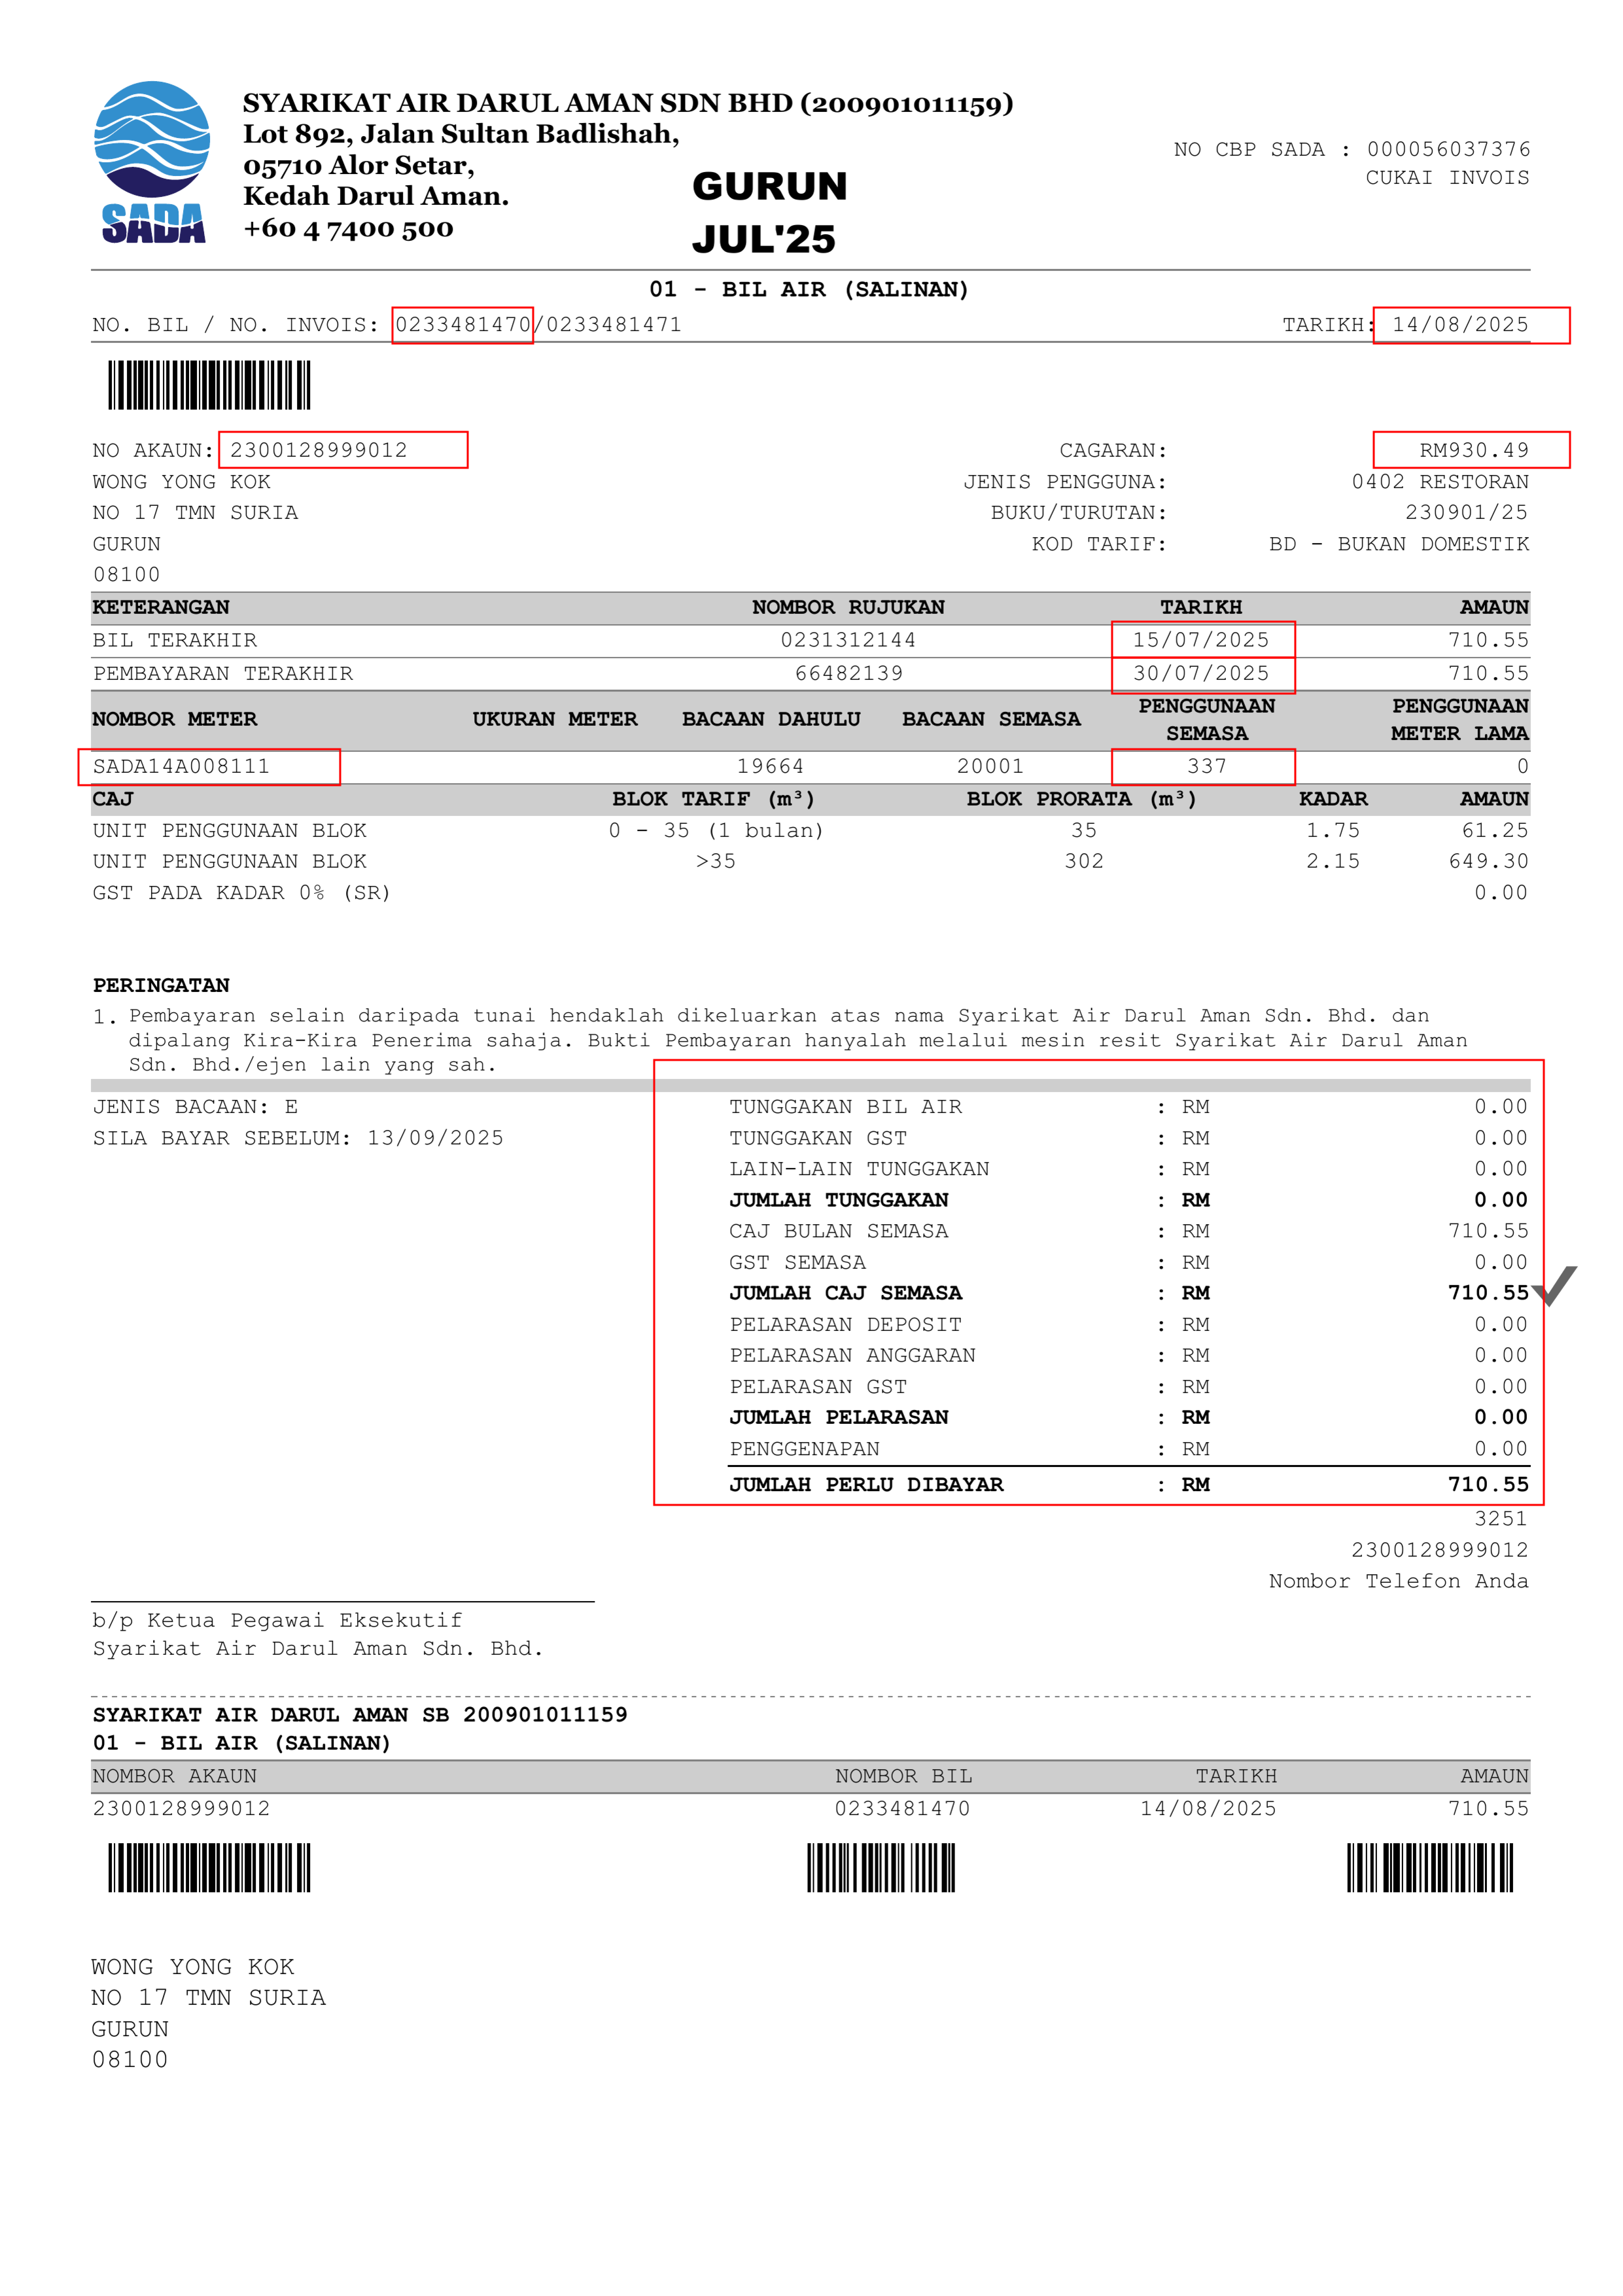 SADA
SYARIKAT AIR DARUL AMAN SDN BHD (200901011159)
Lot 892, Jalan Sultan Badlishah,
05710 Alor Setar,
Kedah Darul Aman.
+60 4 7400 500
GURUN
JUL'25
NO CBP SADA : 000056037376
CUKAI INVOIS
01 - BIL AIR (SALINAN)
NO. BIL / NO. INVOIS: 0233481470/0233481471 TARIKH: 14/08/2025
NO AKAUN: 2300128999012 CAGARAN: RM930.49
WONG YONG KOK JENIS PENGGUNA: 0402 RESTORAN
NO 17 TMN SURIA BUKU/TURUTAN: 230901/25
GURUN KOD TARIF: BD - BUKAN DOMESTIK
08100
KETERANGAN NOMBOR RUJUKAN TARIKH AMAUN
BIL TERAKHIR 0231312144 15/07/2025 710.55
PEMBAYARAN TERAKHIR 66482139 30/07/2025 710.55
NOMBOR METER UKURAN METER BACAAN DAHULU BACAAN SEMASA PENGGUNAAN SEMASA PENGGUNAAN METER LAMA
SADA14A008111 19664 20001 337 0
CAJ BLOK TARIF (m³) BLOK PRORATA (m³) KADAR AMAUN
UNIT PENGGUNAAN BLOK 0 - 35 (1 bulan) 35 1.75 61.25
UNIT PENGGUNAAN BLOK >35 302 2.15 649.30
GST PADA KADAR 0% (SR) 0.00
PERINGATAN
1. Pembayaran selain daripada tunai hendaklah dikeluarkan atas nama Syarikat Air Darul Aman Sdn. Bhd. dan
dipalang Kira-Kira Penerima sahaja. Bukti Pembayaran hanyalah melalui mesin resit Syarikat Air Darul Aman
Sdn. Bhd./ejen lain yang sah.
JENIS BACAAN: E
SILA BAYAR SEBELUM: 13/09/2025
TUNGGAKAN BIL AIR : RM 0.00
TUNGGAKAN GST : RM 0.00
LAIN-LAIN TUNGGAKAN : RM 0.00
JUMLAH TUNGGAKAN : RM 0.00
CAJ BULAN SEMASA : RM 710.55
GST SEMASA : RM 0.00
JUMLAH CAJ SEMASA : RM 710.55
PELARASAN DEPOSIT : RM 0.00
PELARASAN ANGGARAN : RM 0.00
PELARASAN GST : RM 0.00
JUMLAH PELARASAN : RM 0.00
PENGGENAPAN : RM 0.00
JUMLAH PERLU DIBAYAR : RM 710.55
3251
2300128999012
Nombor Telefon Anda
b/p Ketua Pegawai Eksekutif
Syarikat Air Darul Aman Sdn. Bhd.
SYARIKAT AIR DARUL AMAN SB 200901011159
01 - BIL AIR (SALINAN)
NOMBOR AKAUN NOMBOR BIL TARIKH AMAUN
2300128999012 0233481470 14/08/2025 710.55
WONG YONG KOK
NO 17 TMN SURIA
GURUN
08100